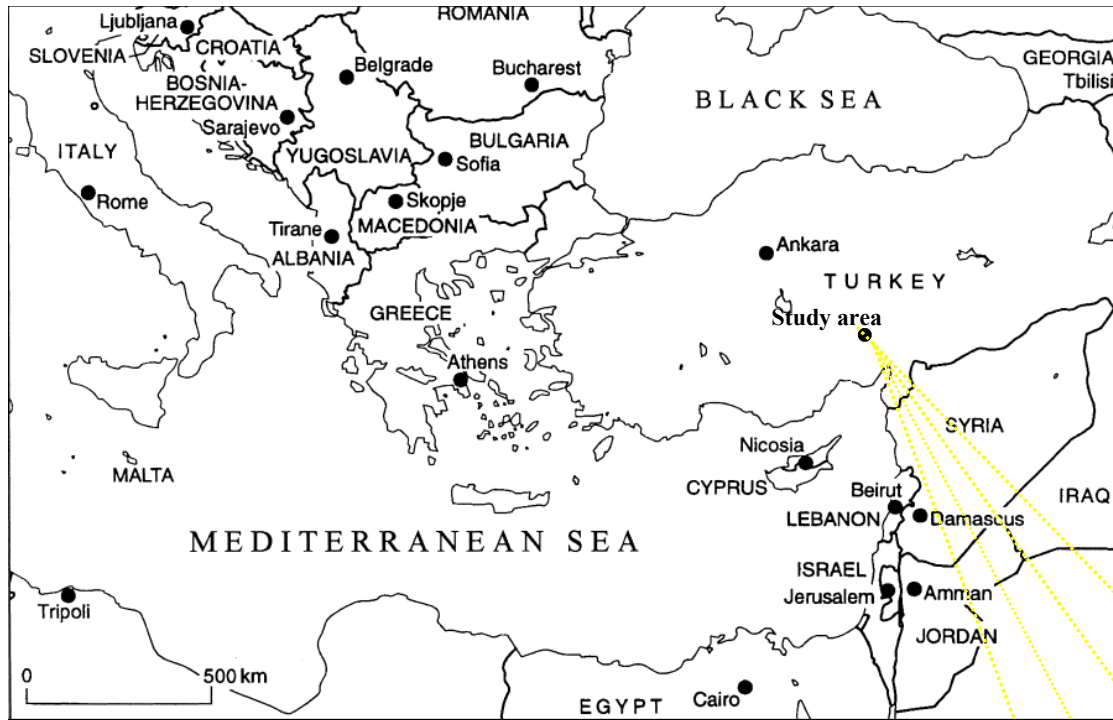 ROMANIA
Ljubljana
SLOVENIA
CROATIA
GEORGIA
Tbilisi
Belgrade
Bucharest
BOSNIA-
HERZEGOVINA
BLACK SEA
Sarajevo
BULGARIA
ITALY
YUGOSLAVIA
Sofia
Rome
Skopje
MACEDONIA
Tirane
ALBANIA
Ankara
TURKEY
GREECE
Study area
Athens
SYRIA
Nicosia
MALTA
CYPRUS
Beirut
IRAQ
LEBANON
Damascus
MEDITERRANEAN SEA
ISRAEL
Jerusalem
Amman
Tripoli
JORDAN
0
500 km
EGYPT
Cairo